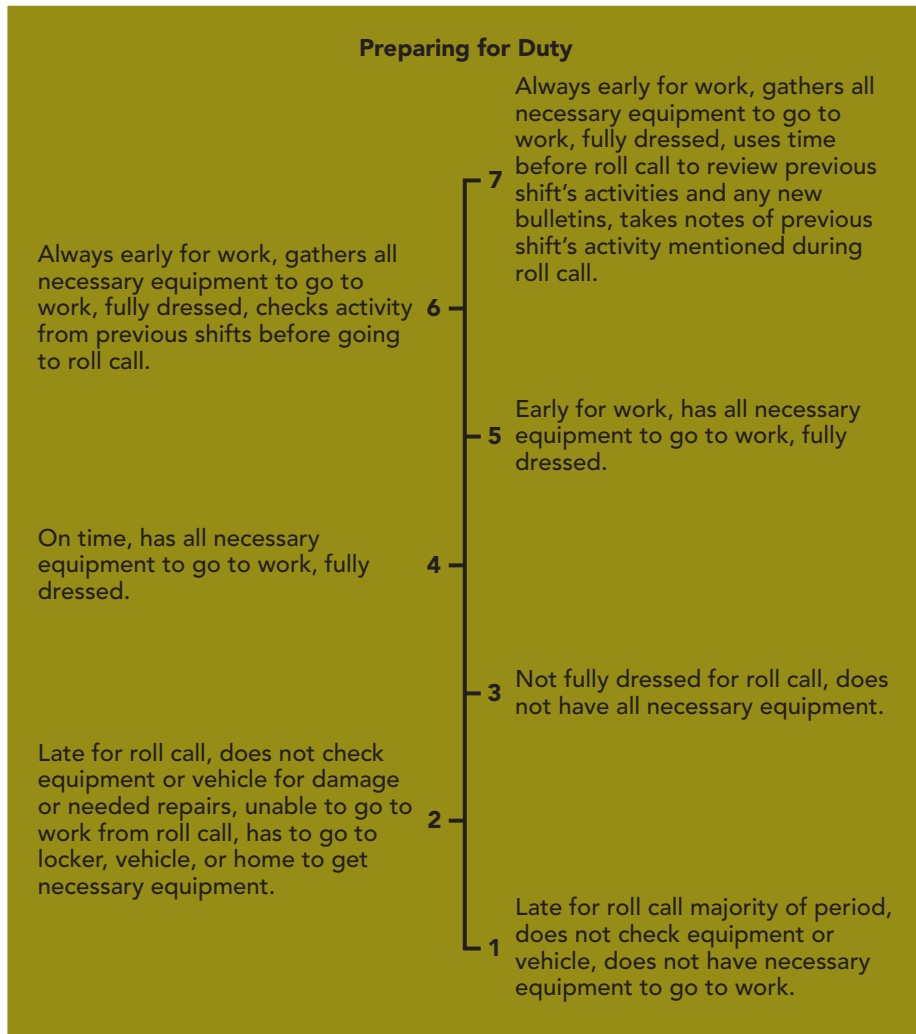 Preparing for Duty
Always early for work, gathers all
necessary equipment to go to
work, fully dressed, uses time
before roll call to review previous
shift’s activities and any new
bulletins, takes notes of previous
shift’s activity mentioned during
roll call.
7
Always early for work, gathers all
necessary equipment to go to
work, fully dressed, checks activity
from previous shifts before going
to roll call.
6
5
Early for work, has all necessary
equipment to go to work, fully
dressed.
On time, has all necessary
equipment to go to work, fully
dressed.
4
3
Not fully dressed for roll call, does
not have all necessary equipment.
Late for roll call, does not check
equipment or vehicle for damage
or needed repairs, unable to go to
work from roll call, has to go to
locker, vehicle, or home to get
necessary equipment.
2
1
Late for roll call majority of period,
does not check equipment or
vehicle, does not have necessary
equipment to go to work.